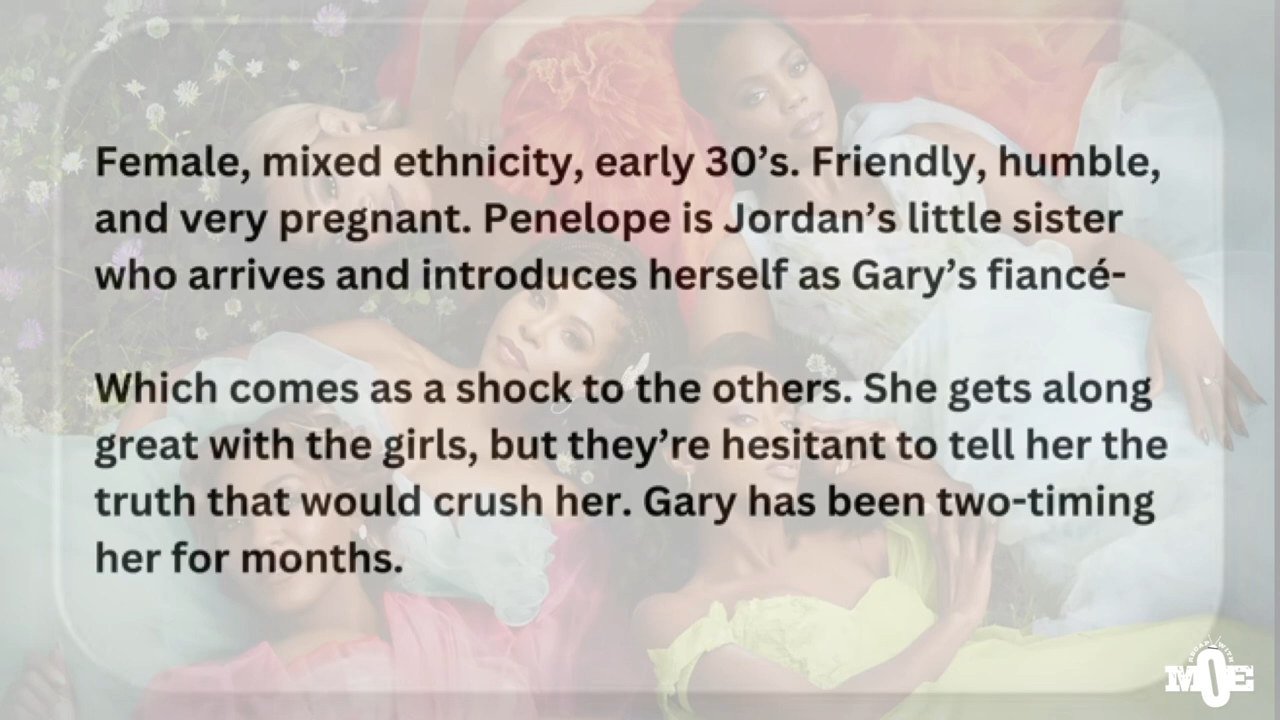 Female, mixed ethnicity, early 30’s. Friendly, humble,
and very pregnant. Penelope is Jordan’s little sister
who arrives and introduces herself as Gary’s fiancé-
Which comes as a shock to the others. She gets along
great with the girls, but they’re hesitant to tell her the
truth that would crush her. Gary has been two-timing
her for months.
RECAP WITH
MOE